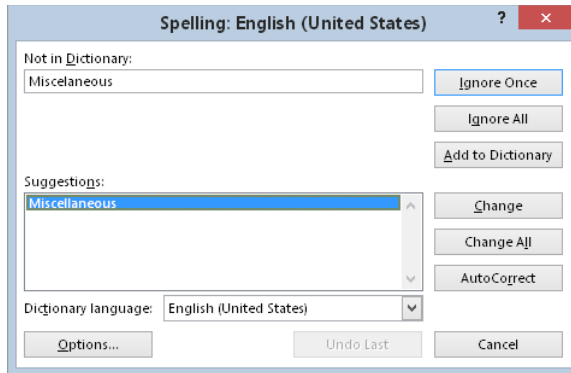 Spelling: English (United States)
? ×
Not in Dictionary:
Miscelaneous
Ignore Once
Ignore All
Add to Dictionary
Suggestions:
Miscellaneous
Change
Change All
AutoCorrect
Dictionary language: English (United States)
Options... Undo Last Cancel